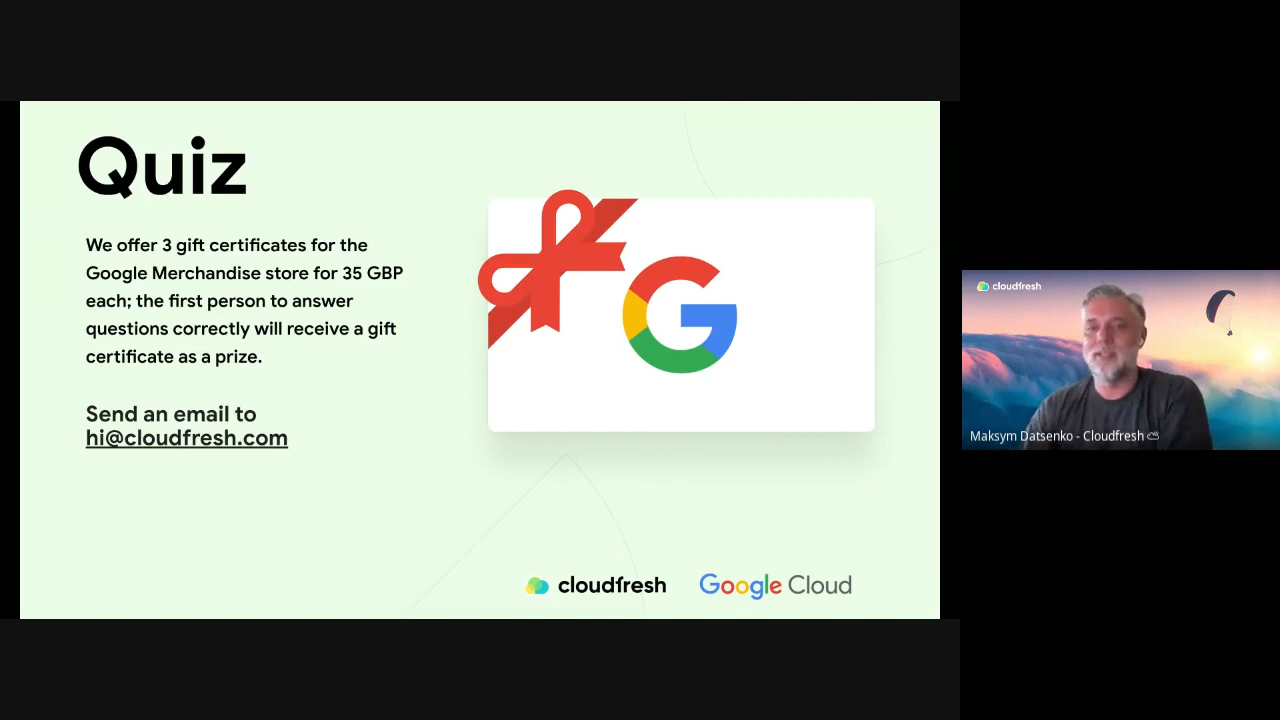 Quiz
We offer 3 gift certificates for the
Google Merchandise store for 35 GBP
each; the first person to answer
questions correctly will receive a gift
certificate as a prize.
Send an email to
hi@cloudfresh.com
cloudfresh
Google Cloud
cloudfresh
Maksym Datsenko - Cloudfresh